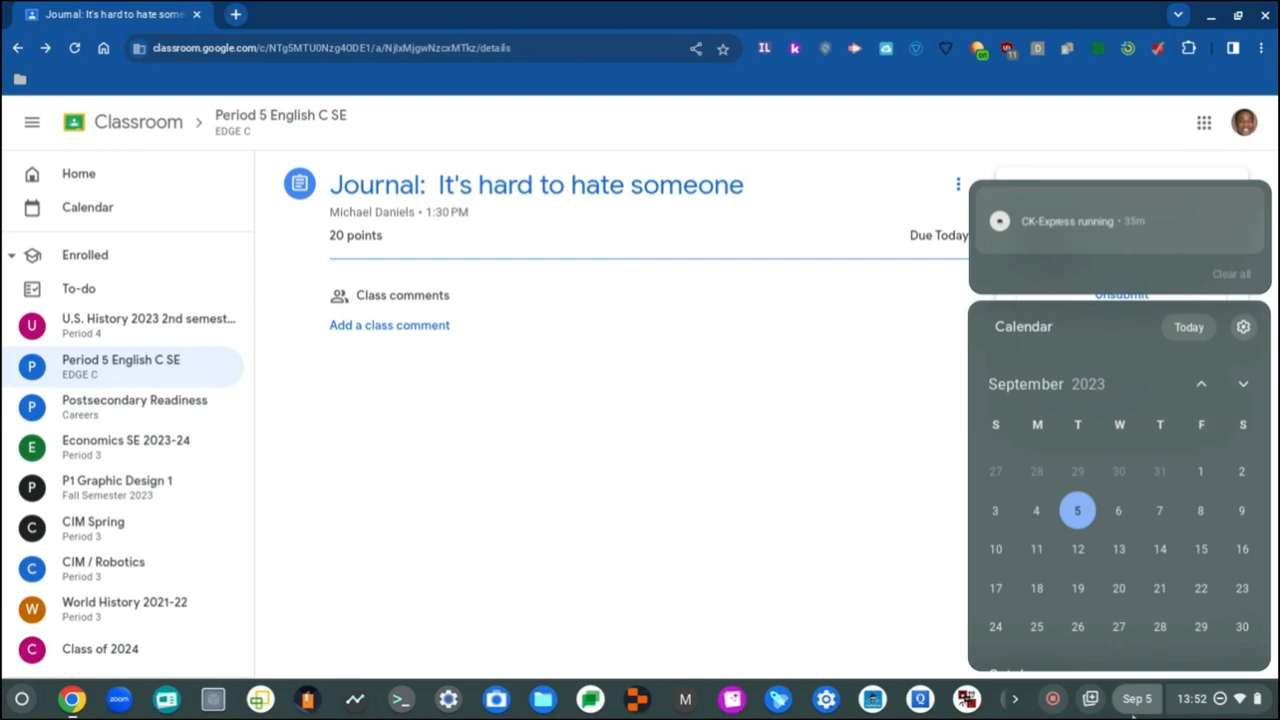 Journal: It's hard to hate some
classroom.google.com/c/NTg5MTU0Nzg4ODE1/a/NjIxMjgwNzcxMTkz/details
IL
k
on
11
D
Classroom
Period 5 English C SE
EDGE C
Home
Calendar
Enrolled
To-do
U
U.S. History 2023 2nd semest...
Period 4
P
Period 5 English C SE
EDGE C
P
Postsecondary Readiness
Careers
E
Economics SE 2023-24
Period 3
P
P1 Graphic Design 1
Fall Semester 2023
C
CIM Spring
Period 3
C
CIM / Robotics
Period 3
W
World History 2021-22
Period 3
C
Class of 2024
Journal: It's hard to hate someone
Michael Daniels • 1:30 PM
20 points
Due Today
Class comments
Add a class comment
CK-Express running • 35m
Clear all
Unsubmit
Calendar
Today
September 2023
S M T W T F S
27 28 29 30 31 1 2
3 4 5 6 7 8 9
10 11 12 13 14 15 16
17 18 19 20 21 22 23
24 25 26 27 28 29 30
zoom
M
Q
Sep 5
13:52